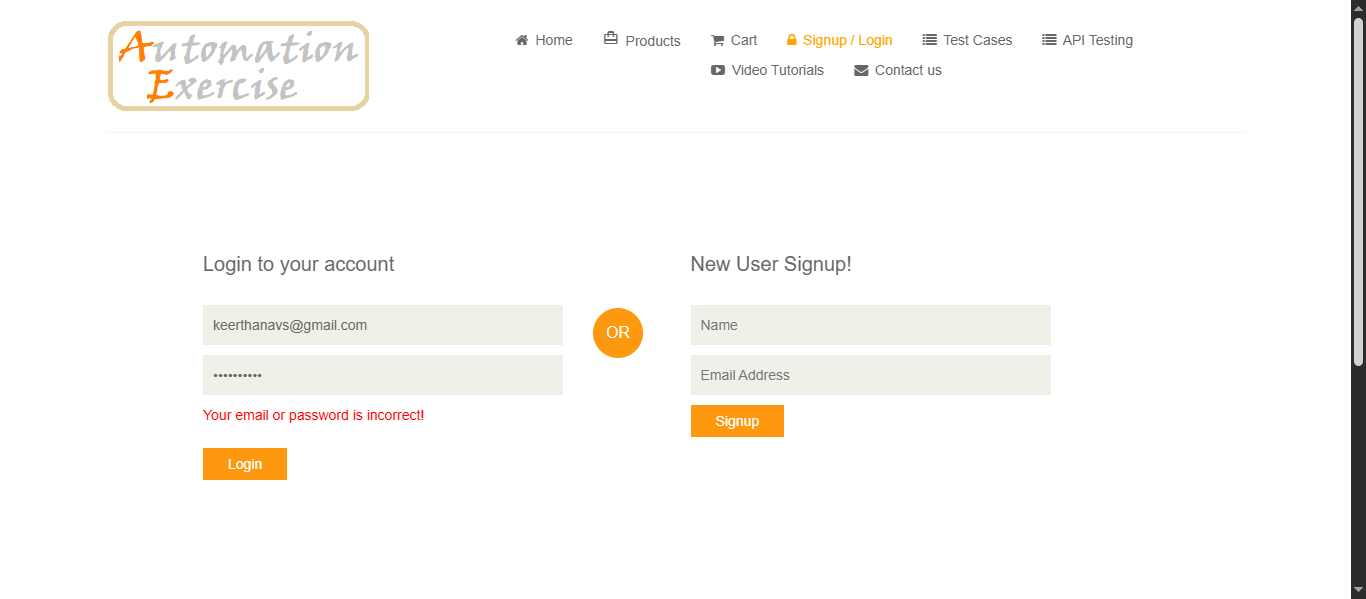 Automation
Exercise
Home Products Cart Signup / Login Test Cases API Testing
Video Tutorials Contact us
Login to your account
keerthanavs@gmail.com
••••••••••
Your email or password is incorrect!
Login
OR
New User Signup!
Name
Email Address
Signup